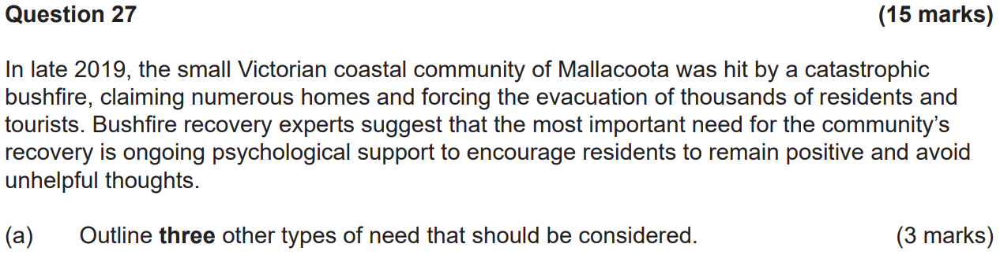 Question 27 (15 marks)
In late 2019, the small Victorian coastal community of Mallacoota was hit by a catastrophic
bushfire, claiming numerous homes and forcing the evacuation of thousands of residents and
tourists. Bushfire recovery experts suggest that the most important need for the community’s
recovery is ongoing psychological support to encourage residents to remain positive and avoid
unhelpful thoughts.
(a) Outline three other types of need that should be considered. (3 marks)